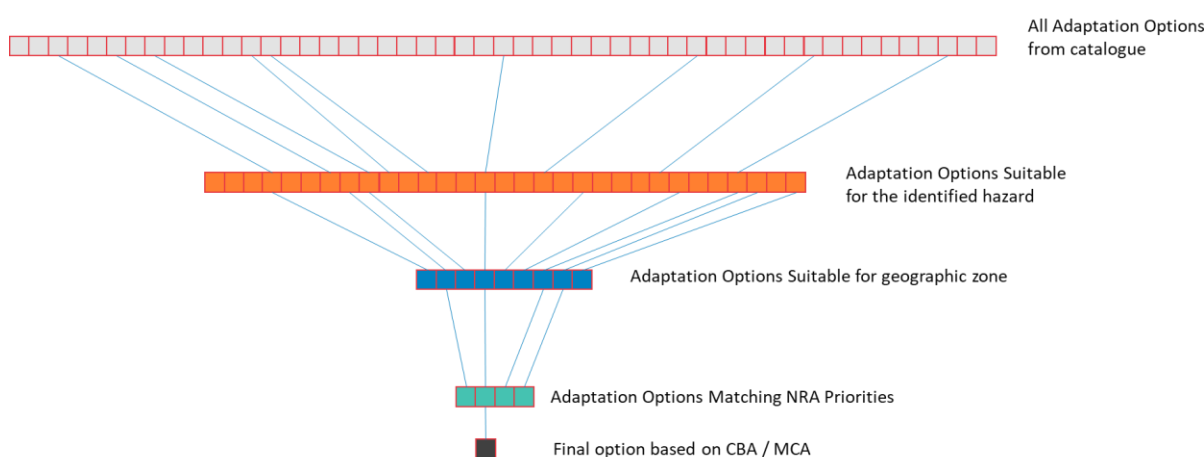 All Adaptation Options
from catalogue
Adaptation Options Suitable
for the identified hazard
Adaptation Options Suitable for geographic zone
Adaptation Options Matching NRA Priorities
Final option based on CBA / MCA